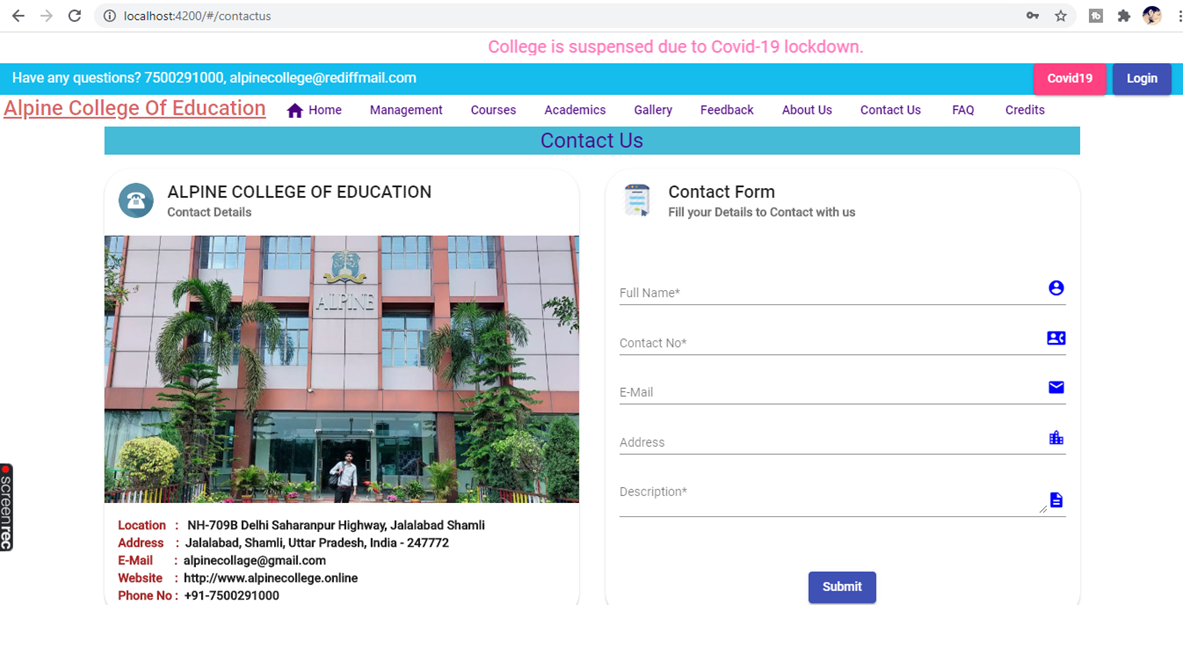 localhost:4200/#/contactus
College is suspensed due to Covid-19 lockdown.
Have any questions? 7500291000, alpinecollege@rediffmail.com
Covid19
Login
Alpine College Of Education
Home Management Courses Academics Gallery Feedback About Us Contact Us FAQ Credits
Contact Us
ALPINE COLLEGE OF EDUCATION
Contact Details
ALPINE
Location : NH-709B Delhi Saharanpur Highway, Jalalabad Shamli
Address : Jalalabad, Shamli, Uttar Pradesh, India - 247772
E-Mail : alpinecollage@gmail.com
Website : http://www.alpinecollege.online
Phone No : +91-7500291000
Contact Form
Fill your Details to Contact with us
Full Name*
Contact No*
E-Mail
Address
Description*
Submit
screenrec